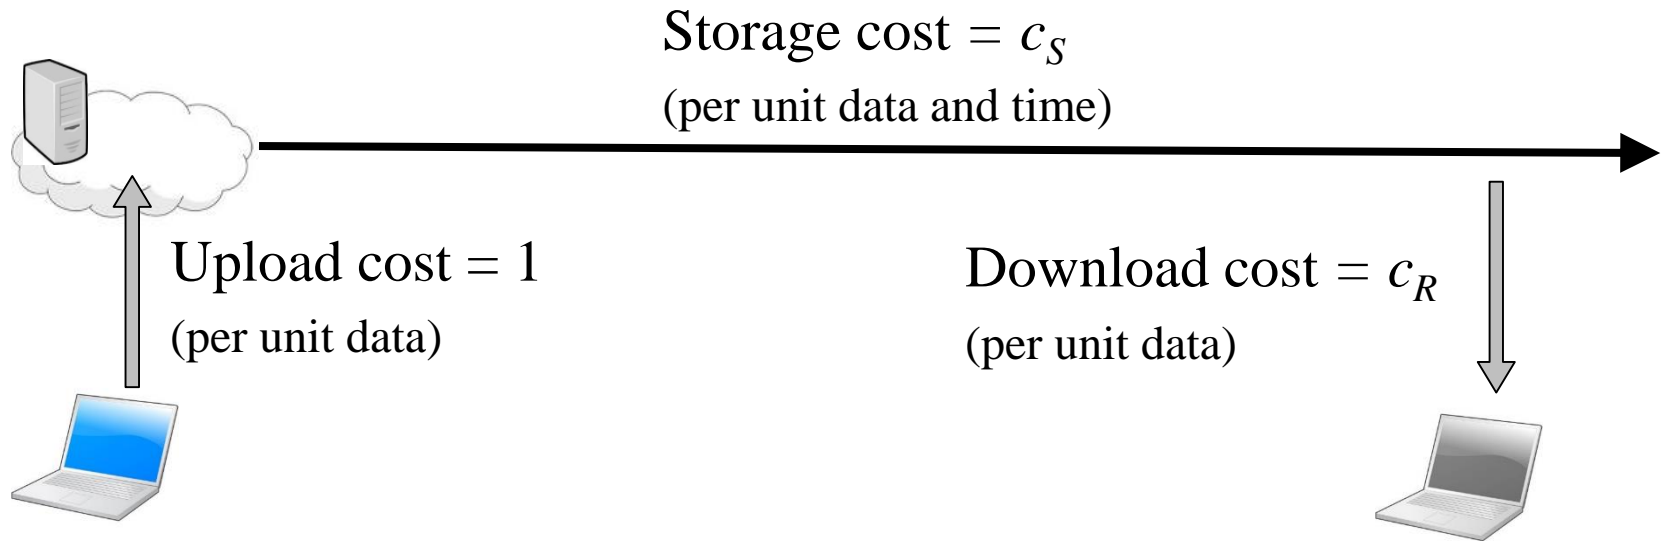 Storage cost = c_S
(per unit data and time)
Upload cost = 1
(per unit data)
Download cost = c_R
(per unit data)